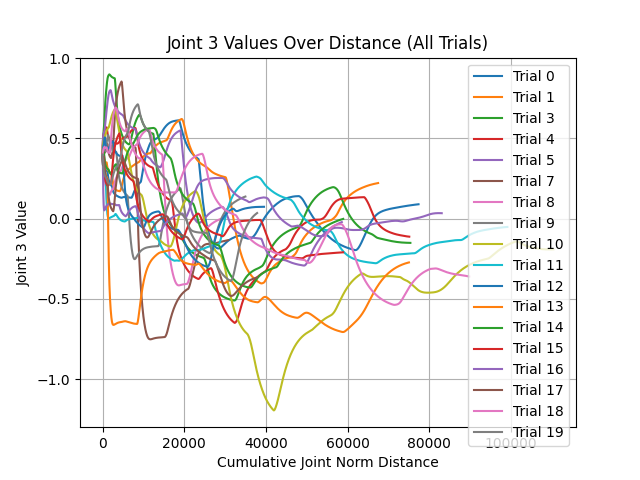 Joint 3 Values Over Distance (All Trials)
1.0
0.5
0.0
−0.5
−1.0
Joint 3 Value
0
20000
40000
60000
80000
100000
Cumulative Joint Norm Distance
Trial 0
Trial 1
Trial 3
Trial 4
Trial 5
Trial 7
Trial 8
Trial 9
Trial 10
Trial 11
Trial 12
Trial 13
Trial 14
Trial 15
Trial 16
Trial 17
Trial 18
Trial 19